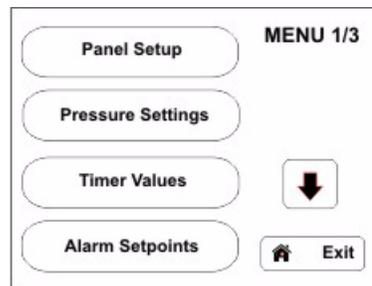 Panel Setup
MENU 1/3
Pressure Settings
Timer Values
Alarm Setpoints
Exit